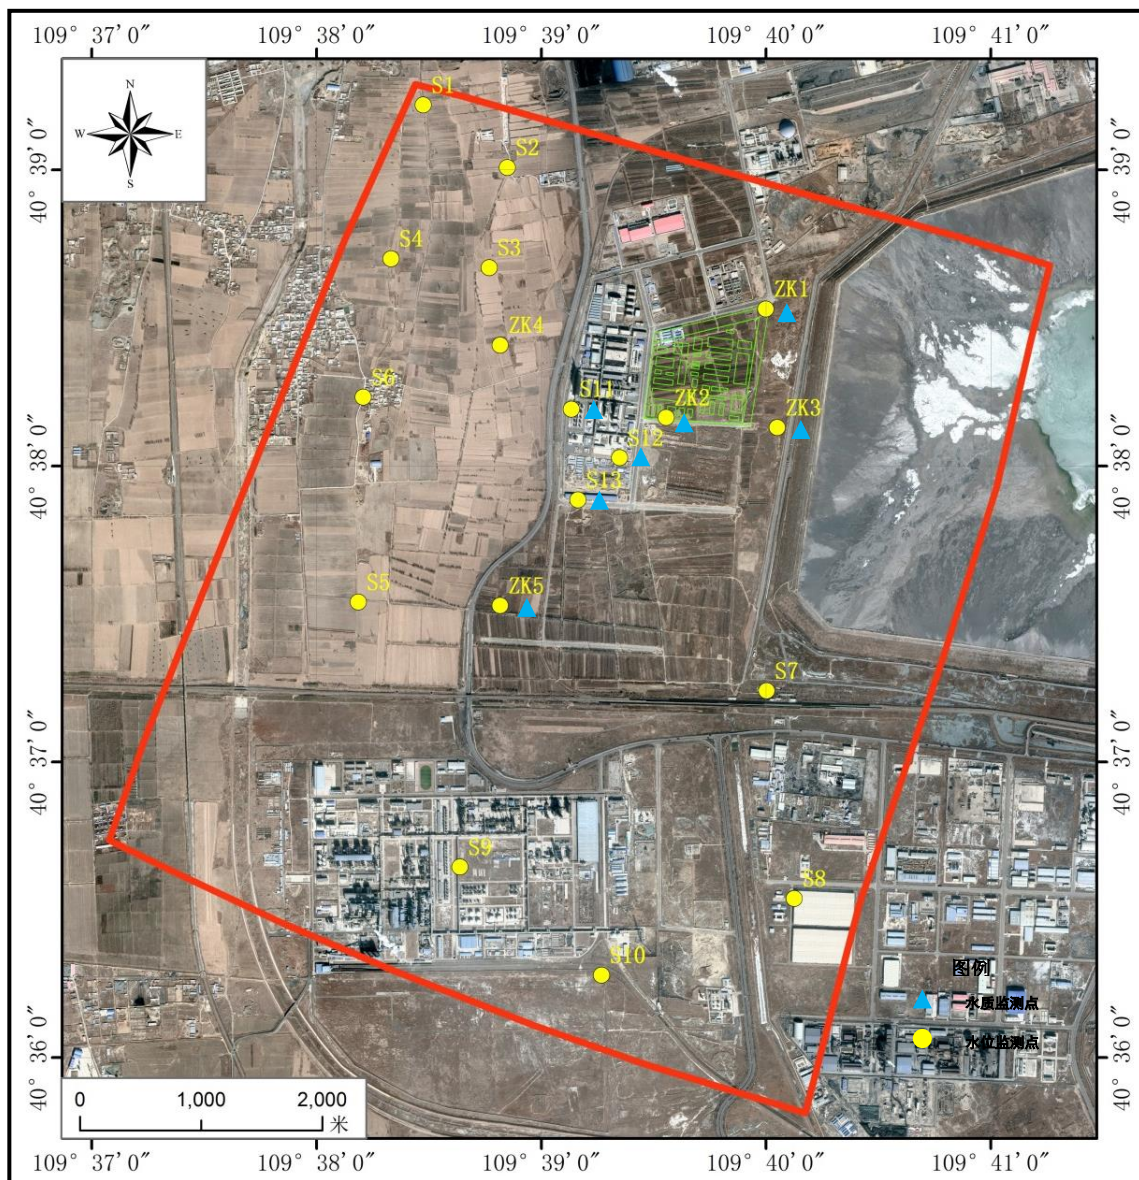 109° 37′ 0″ 109° 38′ 0″ 109° 39′ 0″ 109° 40′ 0″ 109° 41′ 0″
N
W E
S
S1
S2
40° 39′ 0″ 40° 39′ 0″
S4
S3
ZK1
ZK4
S6
S11
ZK2
ZK3
S12
40° 38′ 0″ 40° 38′ 0″
S13
S5
ZK5
S7
40° 37′ 0″ 40° 37′ 0″
S9
S8
S10
图例
水质监测点
水位监测点
40° 36′ 0″ 40° 36′ 0″
0 1,000 2,000
米
109° 37′ 0″ 109° 38′ 0″ 109° 39′ 0″ 109° 40′ 0″ 109° 41′ 0″